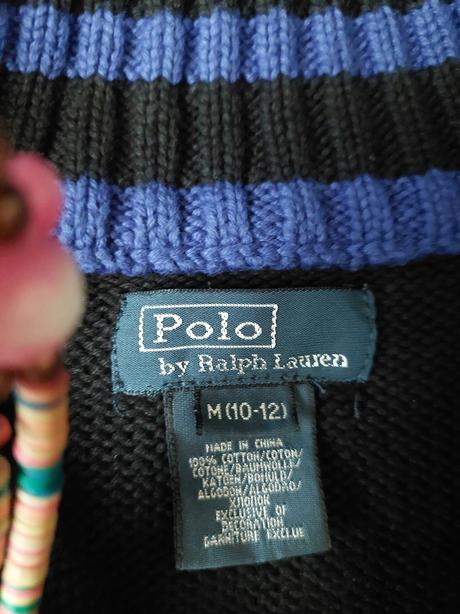 Polo
by Ralph Lauren
M(10-12)
MADE IN CHINA
100% COTTON/COTON/
COTONE/BAUMWOLLE/
KATOEN/BOMULD/
ALGODON/ALGODÃO/
ХЛОПОК
EXCLUSIVE OF
DECORATION
GARNITURE EXCLUE